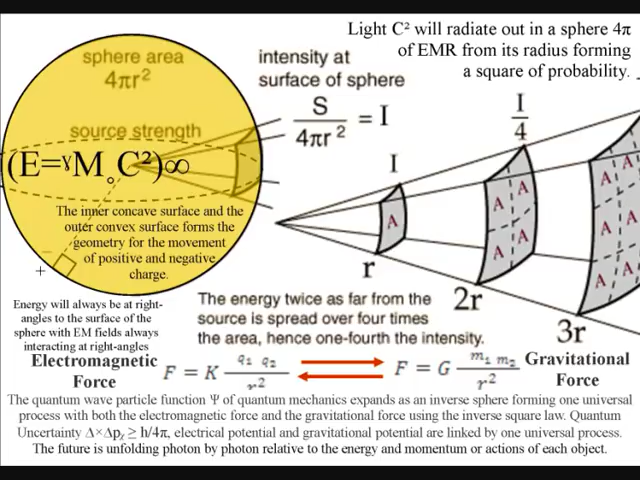 Light C² will radiate out in a sphere 4π
of EMR from its radius forming
a square of probability.
sphere area
4πr²
intensity at
surface of sphere
S
4πr²
= I
source strength
(E=ˠM˳C²)∞
The inner concave surface and the
outer convex surface forms the
geometry for the movement
of positive and negative
charge.
−
+
I
I
4
A
A A
A A
A A
A A
A A
r
2r
3r
Energy will always be at right-
angles to the surface of the
sphere with EM fields always
interacting at right-angles
The energy twice as far from the
source is spread over four times
the area, hence one-fourth the intensity.
Electromagnetic
Force
F = K q₁ q₂ / r²
F = G m₁ m₂ / r²
Gravitational
Force
The quantum wave particle function Ψ of quantum mechanics expands as an inverse sphere forming one universal
process with both the electromagnetic force and the gravitational force using the inverse square law. Quantum
Uncertainty Δ×Δpᵪ ≥ h/4π, electrical potential and gravitational potential are linked by one universal process.
The future is unfolding photon by photon relative to the energy and momentum or actions of each object.